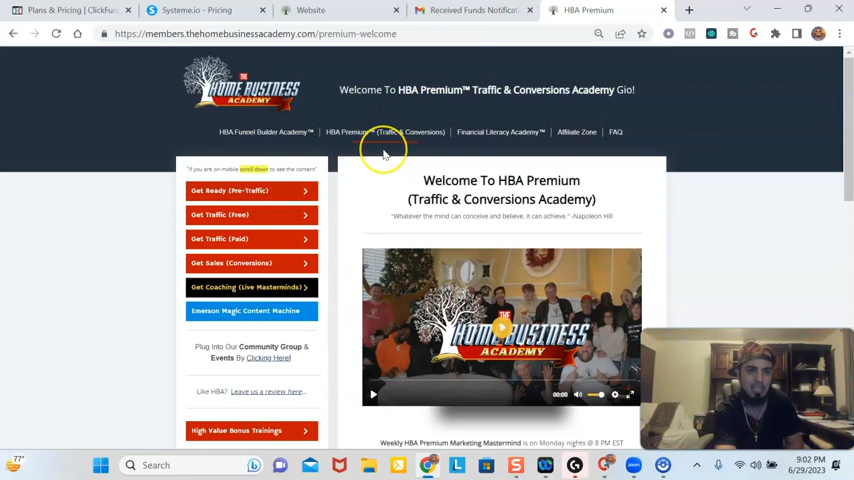 Plans & Pricing | ClickFun
Systeme.io - Pricing
Website
Received Funds Notificat
HBA Premium
https://members.thehomebusinessacademy.com/premium-welcome
THE
HOME BUSINESS
ACADEMY
Welcome To HBA Premium™ Traffic & Conversions Academy Gio!
HBA Funnel Builder Academy™
HBA Premium™ (Traffic & Conversions)
Financial Literacy Academy™
Affiliate Zone
FAQ
"If you are on mobile scroll down to see the content"
Get Ready (Pre-Traffic)
Get Traffic (Free)
Get Traffic (Paid)
Get Sales (Conversions)
Get Coaching (Live Masterminds)
Emerson Magic Content Machine
Plug Into Our Community Group &
Events By Clicking Here!
Like HBA? Leave us a review here...
High Value Bonus Trainings
Welcome To HBA Premium
(Traffic & Conversions Academy)
"Whatever the mind can conceive and believe, it can achieve." -Napoleon Hill
THE
HOME BUSINESS
ACADEMY
00:00
Weekly HBA Premium Marketing Mastermind is on Monday nights @ 8 PM EST
77°
Search
zoom
9:02 PM
6/29/2023